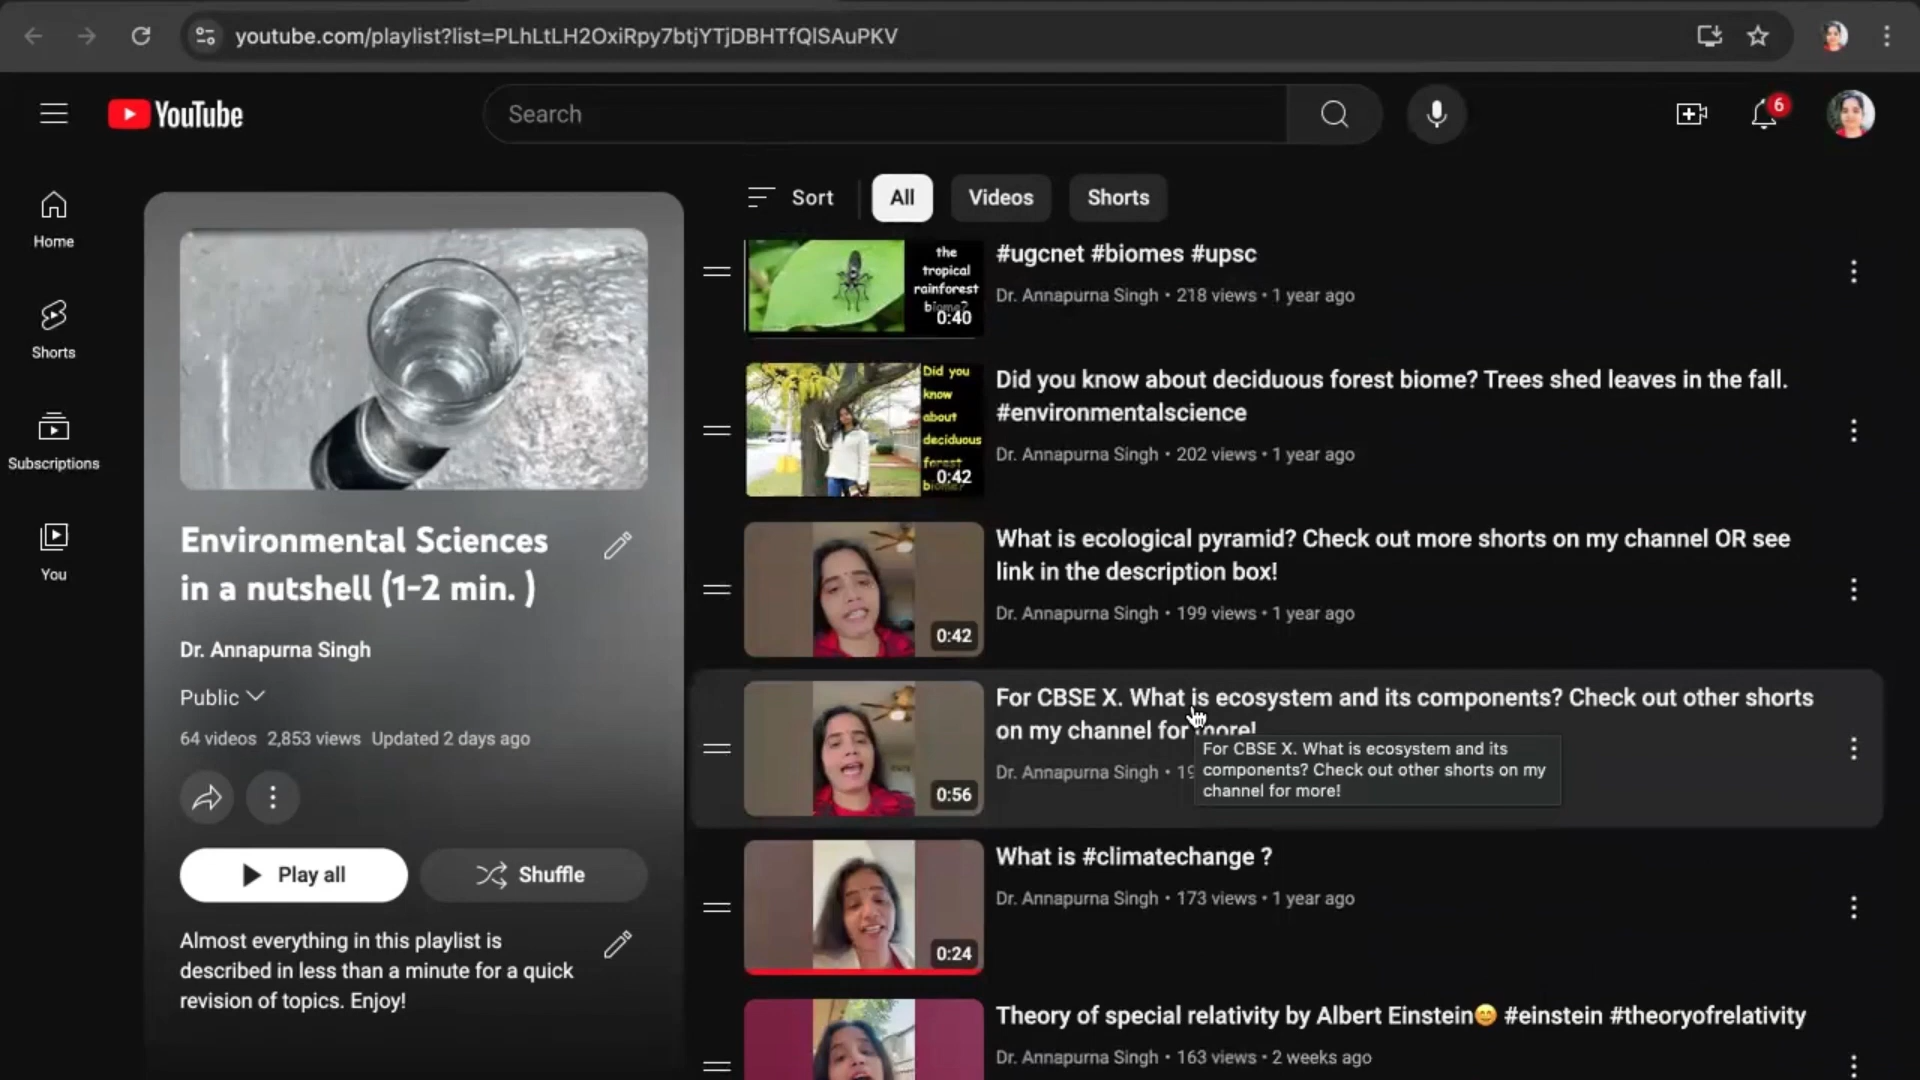 youtube.com/playlist?list=PLhLtLH2OxiRpy7btjYTjDBHTfQlSAuPKV
YouTube
Search
6
Home
Shorts
Subscriptions
You
Environmental Sciences
in a nutshell (1-2 min. )
Dr. Annapurna Singh
Public
64 videos 2,853 views Updated 2 days ago
Play all
Shuffle
Almost everything in this playlist is
described in less than a minute for a quick
revision of topics. Enjoy!
Sort
All
Videos
Shorts
the
tropical
rainforest
biome?
0:40
#ugcnet #biomes #upsc
Dr. Annapurna Singh • 218 views • 1 year ago
Did you
know
about
deciduous
forest
biome?
0:42
Did you know about deciduous forest biome? Trees shed leaves in the fall.
#environmentalscience
Dr. Annapurna Singh • 202 views • 1 year ago
0:42
What is ecological pyramid? Check out more shorts on my channel OR see
link in the description box!
Dr. Annapurna Singh • 199 views • 1 year ago
0:56
For CBSE X. What is ecosystem and its components? Check out other shorts
on my channel for more!
Dr. Annapurna Singh •
For CBSE X. What is ecosystem and its
components? Check out other shorts on my
channel for more!
0:24
What is #climatechange ?
Dr. Annapurna Singh • 173 views • 1 year ago
Theory of special relativity by Albert Einstein😊 #einstein #theoryofrelativity
Dr. Annapurna Singh • 163 views • 2 weeks ago